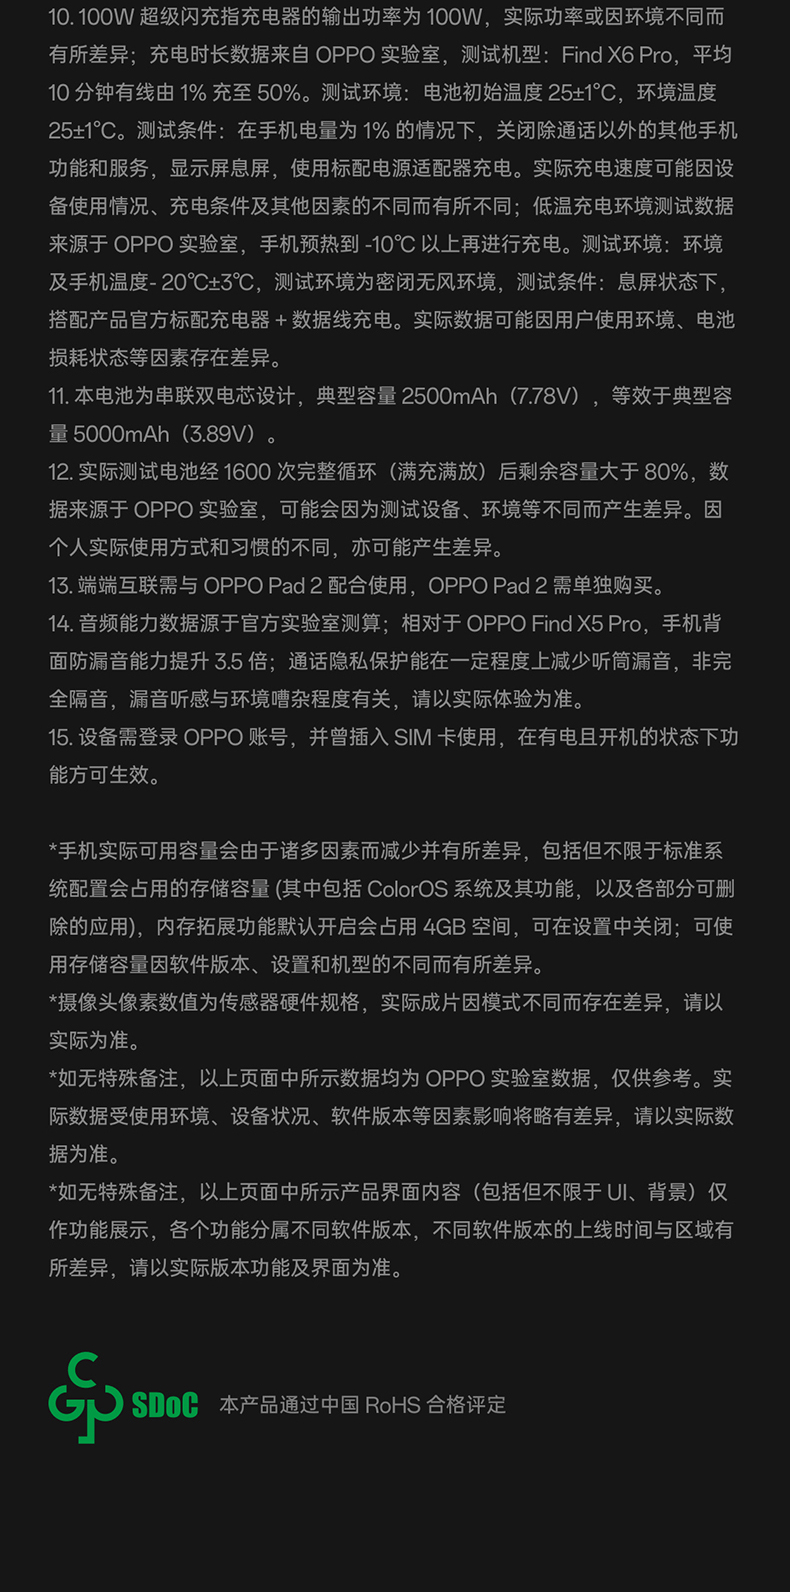 10. 100W 超级闪充指充电器的输出功率为 100W，实际功率或因环境不同而
有所差异；充电时长数据来自 OPPO 实验室，测试机型：Find X6 Pro，平均
10 分钟有线由 1% 充至 50%。测试环境：电池初始温度 25±1°C，环境温度
25±1°C。测试条件：在手机电量为 1% 的情况下，关闭除通话以外的其他手机
功能和服务，显示屏息屏，使用标配电源适配器充电。实际充电速度可能因设
备使用情况、充电条件及其他因素的不同而有所不同；低温充电环境测试数据
来源于 OPPO 实验室，手机预热到 -10℃ 以上再进行充电。测试环境：环境
及手机温度- 20℃±3℃，测试环境为密闭无风环境，测试条件：息屏状态下，
搭配产品官方标配充电器 + 数据线充电。实际数据可能因用户使用环境、电池
损耗状态等因素存在差异。
11. 本电池为串联双电芯设计，典型容量 2500mAh（7.78V），等效于典型容
量 5000mAh（3.89V）。
12. 实际测试电池经 1600 次完整循环（满充满放）后剩余容量大于 80%，数
据来源于 OPPO 实验室，可能会因为测试设备、环境等不同而产生差异。因
个人实际使用方式和习惯的不同，亦可能产生差异。
13. 端端互联需与 OPPO Pad 2 配合使用，OPPO Pad 2 需单独购买。
14. 音频能力数据源于官方实验室测算；相对于 OPPO Find X5 Pro，手机背
面防漏音能力提升 3.5 倍；通话隐私保护能在一定程度上减少听筒漏音，非完
全隔音，漏音听感与环境嘈杂程度有关，请以实际体验为准。
15. 设备需登录 OPPO 账号，并曾插入 SIM 卡使用，在有电且开机的状态下功
能方可生效。
*手机实际可用容量会由于诸多因素而减少并有所差异，包括但不限于标准系
统配置会占用的存储容量 (其中包括 ColorOS 系统及其功能，以及各部分可删
除的应用)，内存拓展功能默认开启会占用 4GB 空间，可在设置中关闭；可使
用存储容量因软件版本、设置和机型的不同而有所差异。
*摄像头像素数值为传感器硬件规格，实际成片因模式不同而存在差异，请以
实际为准。
*如无特殊备注，以上页面中所示数据均为 OPPO 实验室数据，仅供参考。实
际数据受使用环境、设备状况、软件版本等因素影响将略有差异，请以实际数
据为准。
*如无特殊备注，以上页面中所示产品界面内容（包括但不限于 UI、背景）仅
作功能展示，各个功能分属不同软件版本，不同软件版本的上线时间与区域有
所差异，请以实际版本功能及界面为准。
CGP SDoC 本产品通过中国 RoHS 合格评定